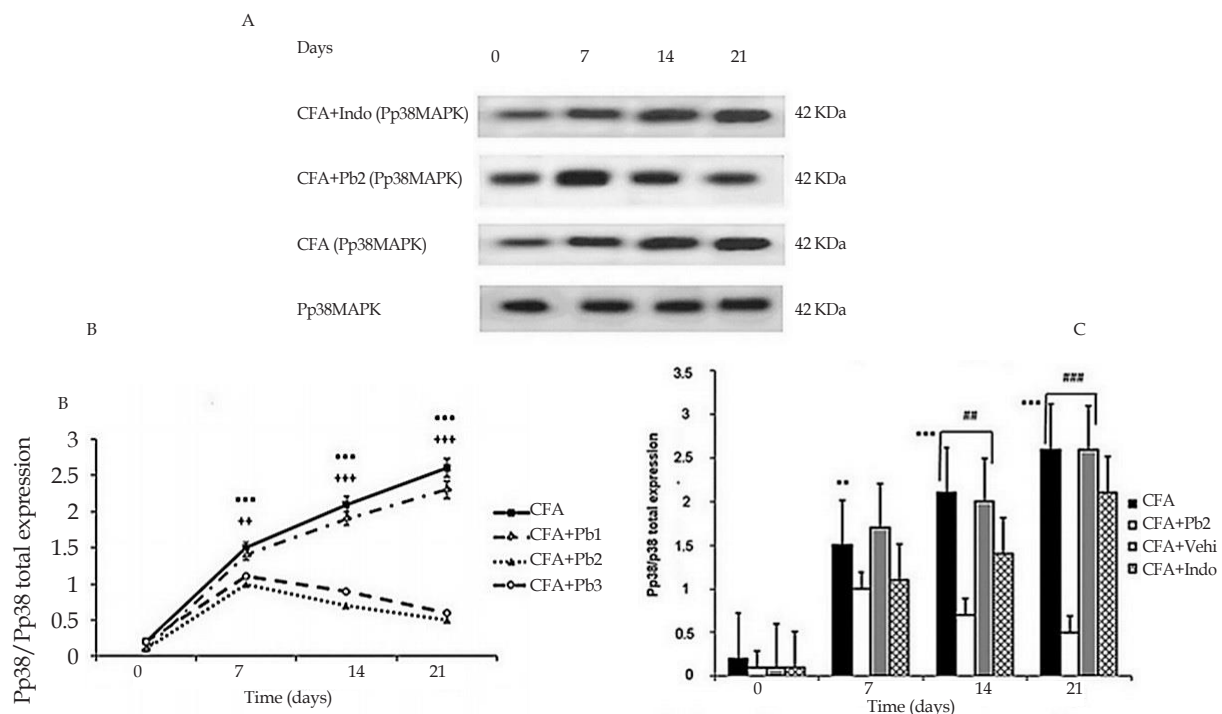 A
Days 0 7 14 21
CFA+Indo (Pp38MAPK) 42 KDa
CFA+Pb2 (Pp38MAPK) 42 KDa
CFA (Pp38MAPK) 42 KDa
Pp38MAPK 42 KDa
B
B
Pp38/Pp38 total expression
3
2.5
2
1.5
1
0.5
0
•••
++
•••
+++
•••
+++
0 7 14 21
Time (days)
CFA
CFA+Pb1
CFA+Pb2
CFA+Pb3
C
Pp38/p38 total expression
3.5
3
2.5
2
1.5
1
0.5
0
••
•••
##
•••
###
0 7 14 21
Time (days)
CFA
CFA+Pb2
CFA+Vehi
CFA+Indo